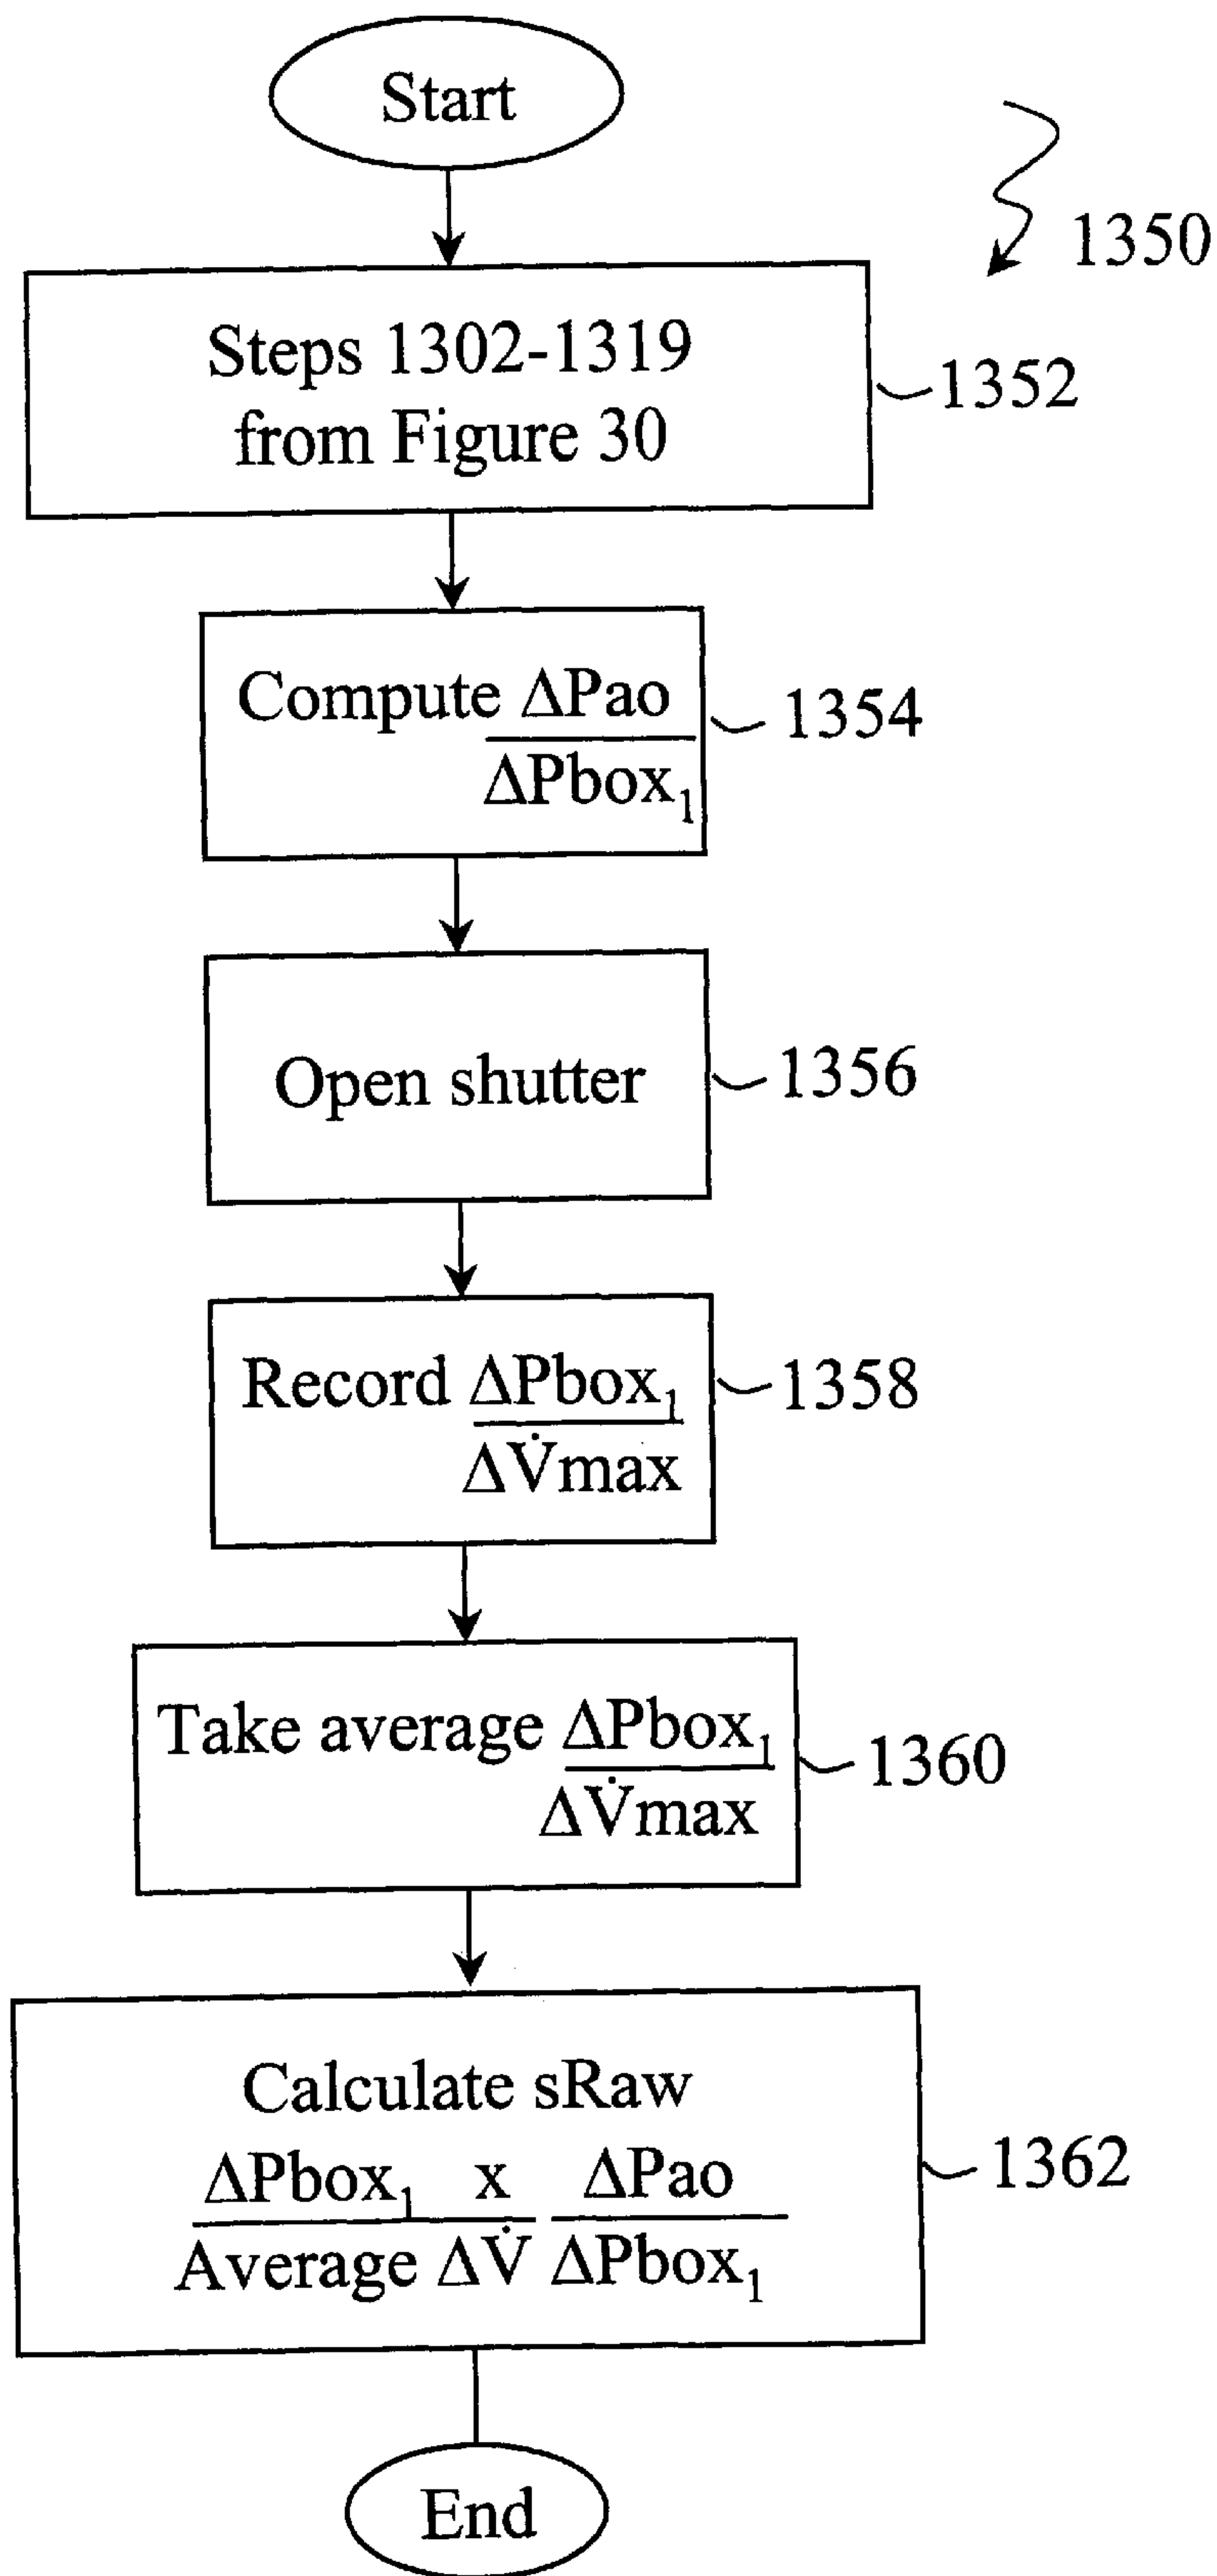 Start
1350
Steps 1302-1319
from Figure 30
1352
Compute ΔPao
ΔPbox₁
1354
Open shutter
1356
Record ΔPbox₁
ΔV̇max
1358
Take average ΔPbox₁
ΔV̇max
1360
Calculate sRaw
ΔPbox₁ x ΔPao
Average ΔV̇ ΔPbox₁
1362
End